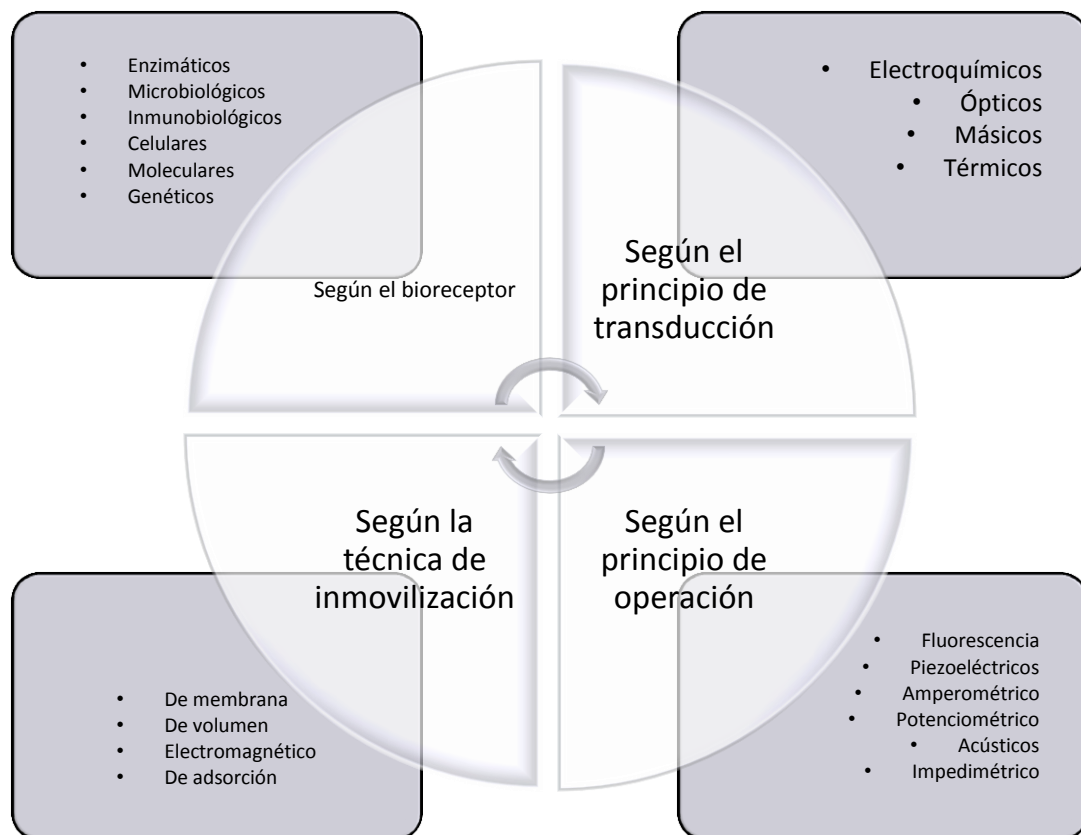 • Enzimáticos
• Microbiológicos
• Inmunobiológicos
• Celulares
• Moleculares
• Genéticos
Según el bioreceptor
• Electroquímicos
• Ópticos
• Másicos
• Térmicos
Según el
principio de
transducción
Según la
técnica de
inmovilización
• De membrana
• De volumen
• Electromagnético
• De adsorción
Según el
principio de
operación
• Fluorescencia
• Piezoeléctricos
• Amperométrico
• Potenciométrico
• Acústicos
• Impedimétrico